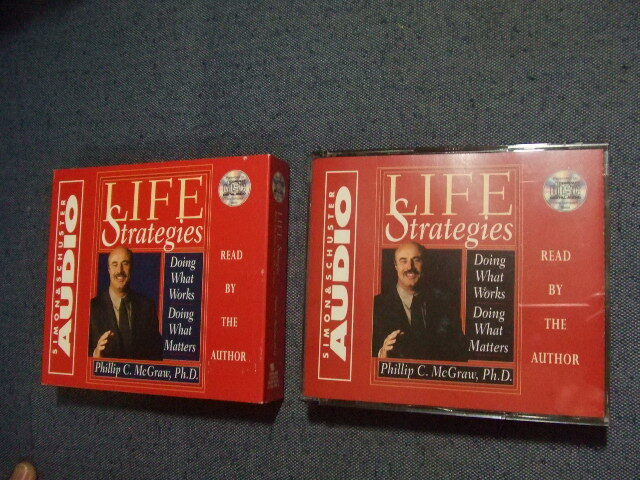 SIMON & SCHUSTER
AUDIO
LIFE
Strategies
Doing
What
Works
Doing
What
Matters
Phillip C. McGraw, Ph.D.
READ
BY
THE
AUTHOR
SIMON & SCHUSTER
AUDIO
LIFE
Strategies
Doing
What
Works
Doing
What
Matters
Phillip C. McGraw, Ph.D.
READ
BY
THE
AUTHOR